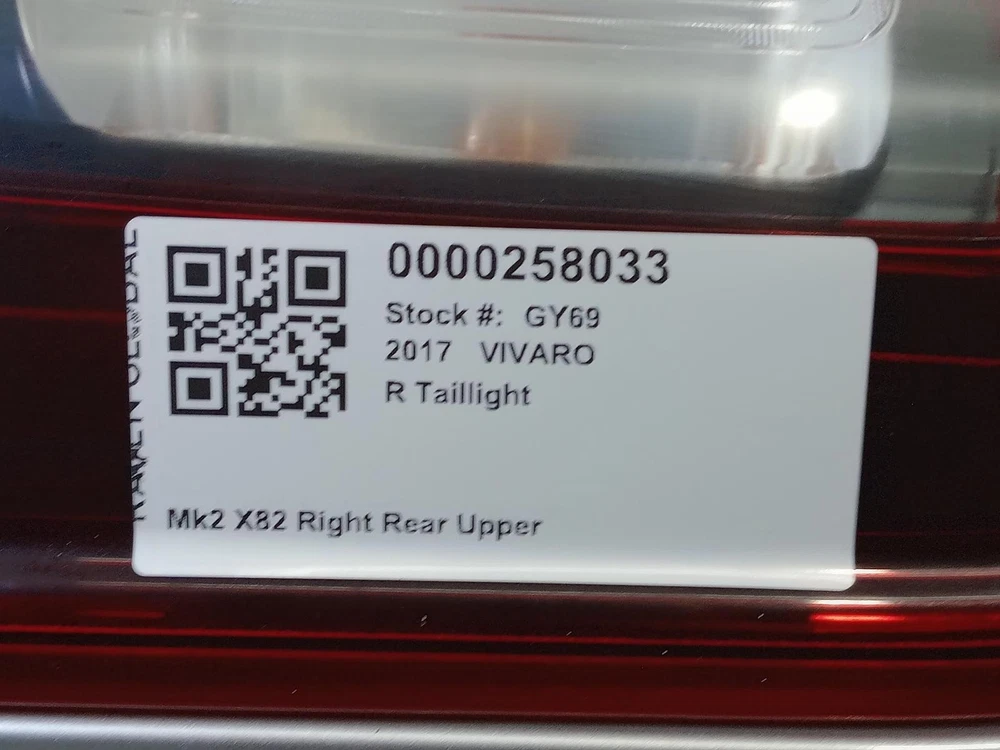 0000258033
Stock #: GY69
2017 VIVARO
R Taillight
Mk2 X82 Right Rear Upper